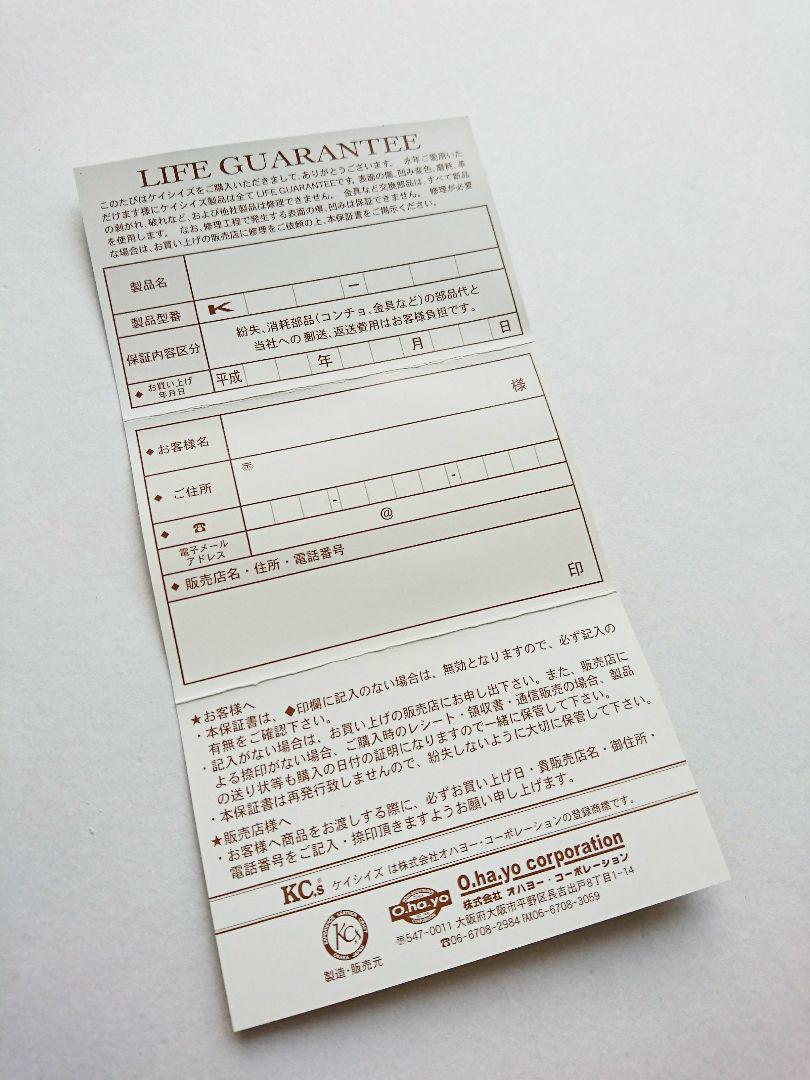 LIFE GUARANTEE
このたびはケイシイズをご購入いただきまして、ありがとうございます。 永年ご愛用いた
だけます様にケイシイズ製品は全て LIFE GUARANTEEです。表面の傷、凹み変色、磨耗、革
の剥がれ、破れなど、および他社製品は修理できません。 金具など交換部品は、すべて新品
を使用します。 なお、修理工程で発生する表面の傷、凹みは保証できません。 修理が必要
な場合は、お買い上げの販売店に修理をご依頼の上、本保証書をご掲示ください。
製品名
製品型番 K -
保証内容区分 紛失、消耗部品(コンチョ、金具など)の部品代と
当社への郵送、返送費用はお客様負担です。
◆お買い上げ
年月日 平成 年 月 日
◆お客様名 様
◆ご住所 〠
◆☎ - -
電子メール
アドレス @
◆販売店名・住所・電話番号
印
★お客様へ
・本保証書は、◆印欄に記入のない場合は、無効となりますので、必ず記入の
有無をご確認下さい。
・記入がない場合は、お買い上げの販売店にお申し出下さい。また、販売店に
よる捺印がない場合、ご購入時のレシート・領収書・通信販売の場合、製品
の送り状等も購入の日付の証明になりますので一緒に保管して下さい。
・本保証書は再発行致しませんので、紛失しないように大切に保管して下さい。
★販売店様へ
・お客様へ商品をお渡しする際に、必ずお買い上げ日・貴販売店名・御住所・
電話番号をご記入・捺印頂きますようお願い申し上げます。
KC,s ケイシイズ は株式会社オハヨー・コーポレーションの登録商標です。
KC,s
製造・販売元
O.ha.yo
O.ha.yo corporation
株式会社 オハヨー・コーポレーション
〠547-0011 大阪府大阪市平野区長吉出戸8丁目1-14
☎06-6708-2984 FAX06-6708-3059